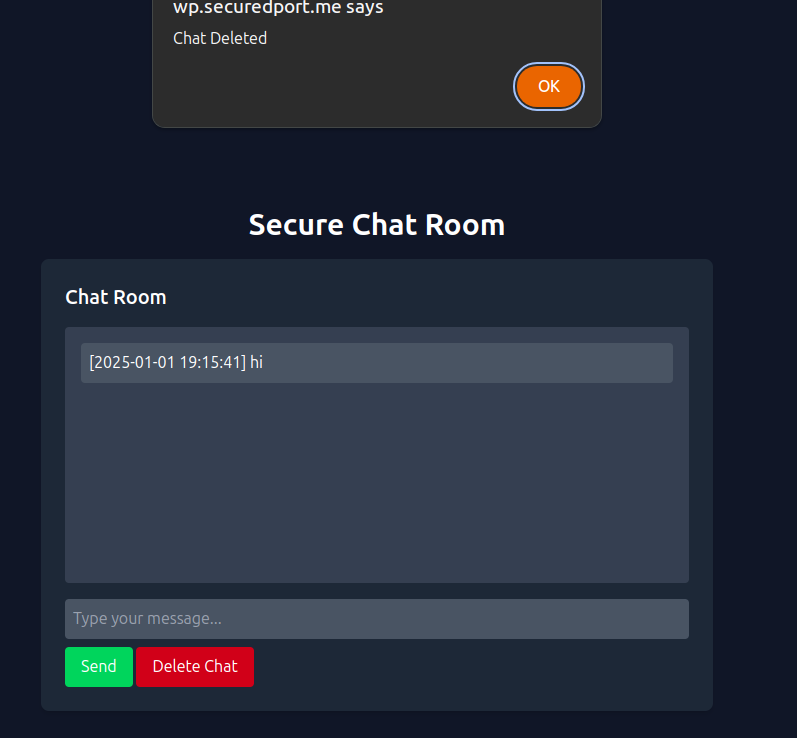 wp.securedport.me says
Chat Deleted
OK
Secure Chat Room
Chat Room
[2025-01-01 19:15:41] hi
Type your message...
Send Delete Chat